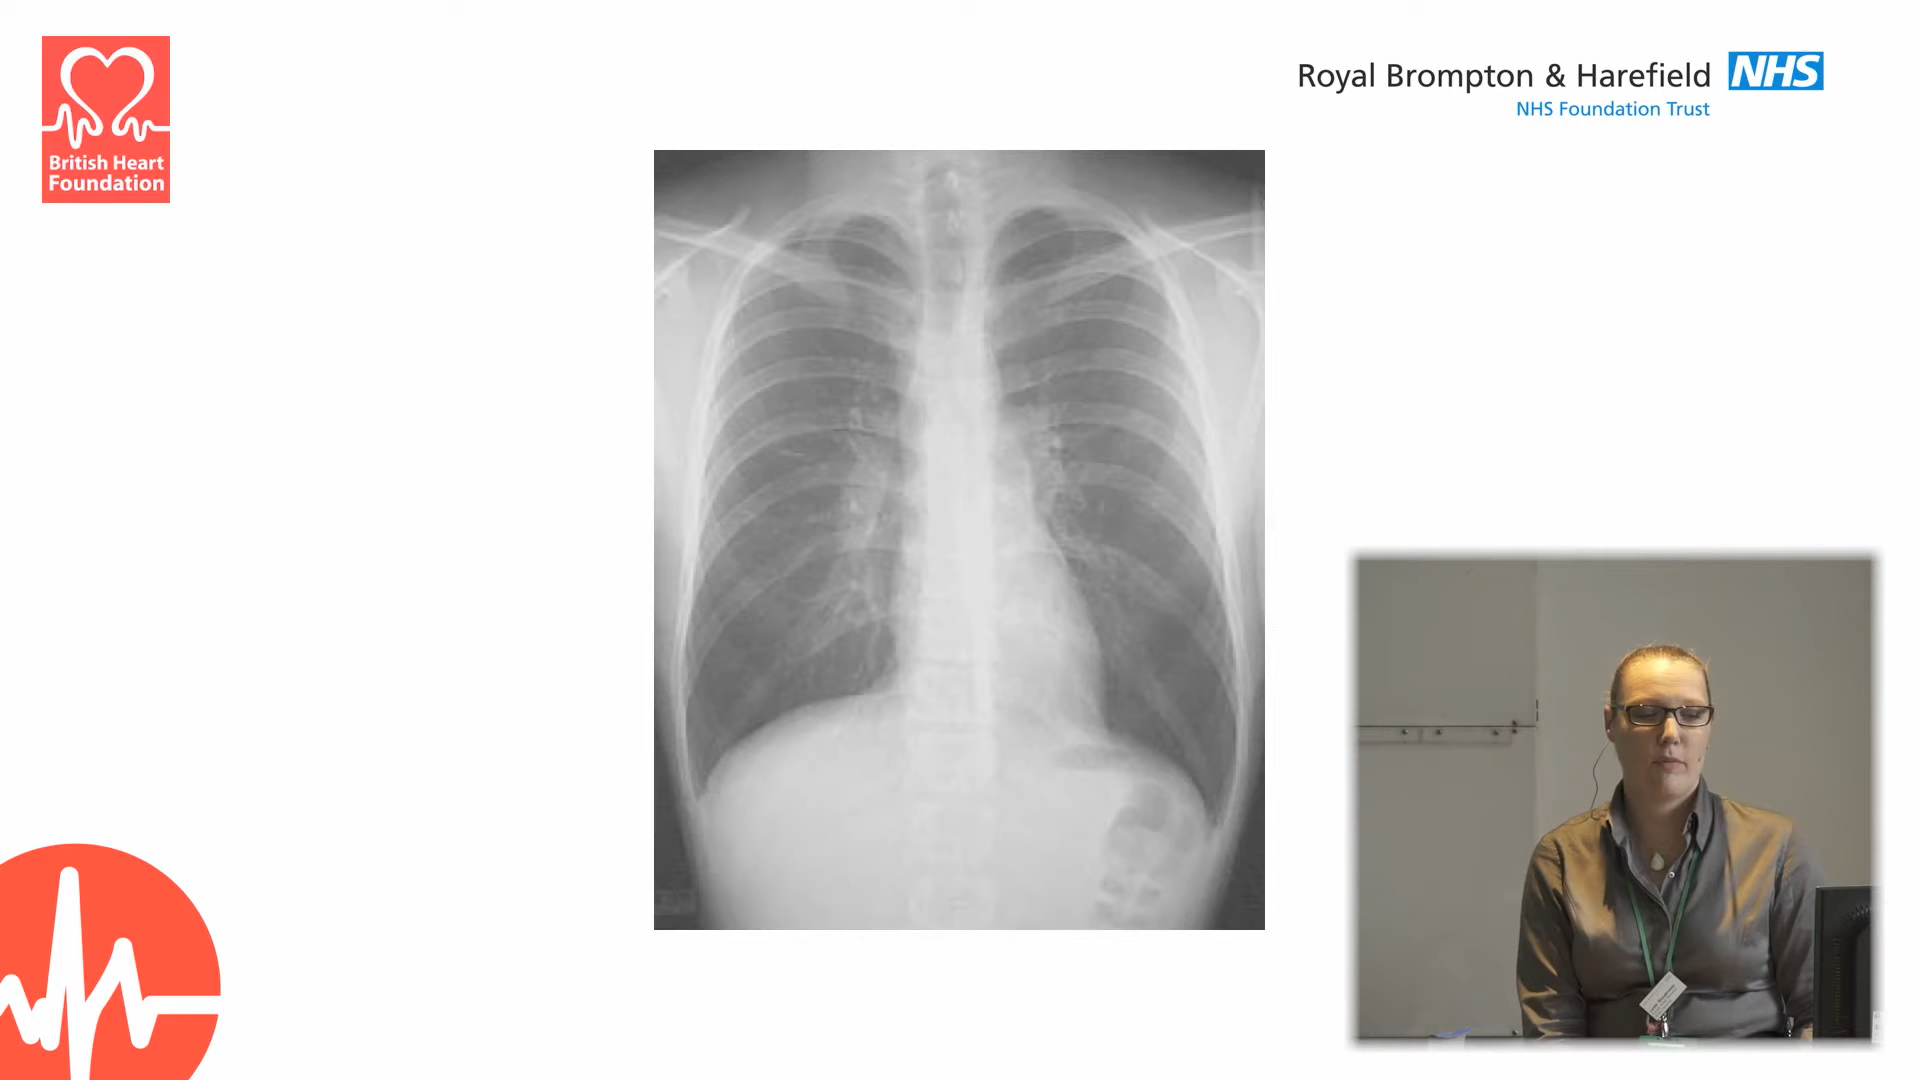 British Heart
Foundation
Royal Brompton & Harefield NHS
NHS Foundation Trust